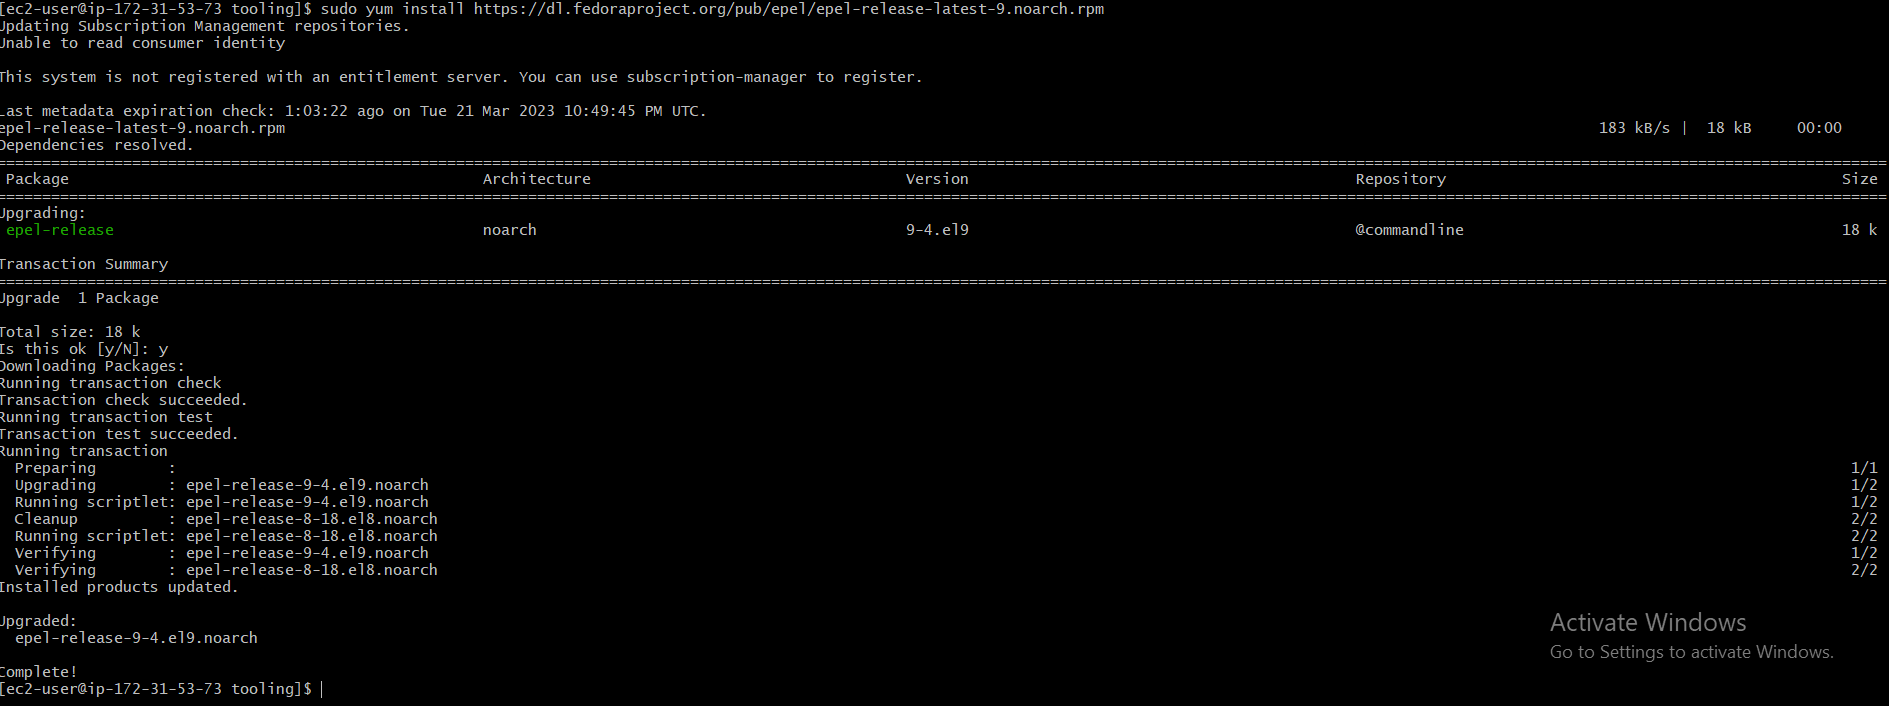 [ec2-user@ip-172-31-53-73 tooling]$ sudo yum install https://dl.fedoraproject.org/pub/epel/epel-release-latest-9.noarch.rpm
Updating Subscription Management repositories.
Unable to read consumer identity
This system is not registered with an entitlement server. You can use subscription-manager to register.
Last metadata expiration check: 1:03:22 ago on Tue 21 Mar 2023 10:49:45 PM UTC.
epel-release-latest-9.noarch.rpm 183 kB/s | 18 kB 00:00
Dependencies resolved.
Package Architecture Version Repository Size
Upgrading:
epel-release noarch 9-4.el9 @commandline 18 k
Transaction Summary
Upgrade 1 Package
Total size: 18 k
Is this ok [y/N]: y
Downloading Packages:
Running transaction check
Transaction check succeeded.
Running transaction test
Transaction test succeeded.
Running transaction
Preparing : 1/1
Upgrading : epel-release-9-4.el9.noarch 1/2
Running scriptlet: epel-release-9-4.el9.noarch 1/2
Cleanup : epel-release-8-18.el8.noarch 2/2
Running scriptlet: epel-release-8-18.el8.noarch 2/2
Verifying : epel-release-9-4.el9.noarch 1/2
Verifying : epel-release-8-18.el8.noarch 2/2
Installed products updated.
Upgraded:
epel-release-9-4.el9.noarch
Complete!
[ec2-user@ip-172-31-53-73 tooling]$
Activate Windows
Go to Settings to activate Windows.